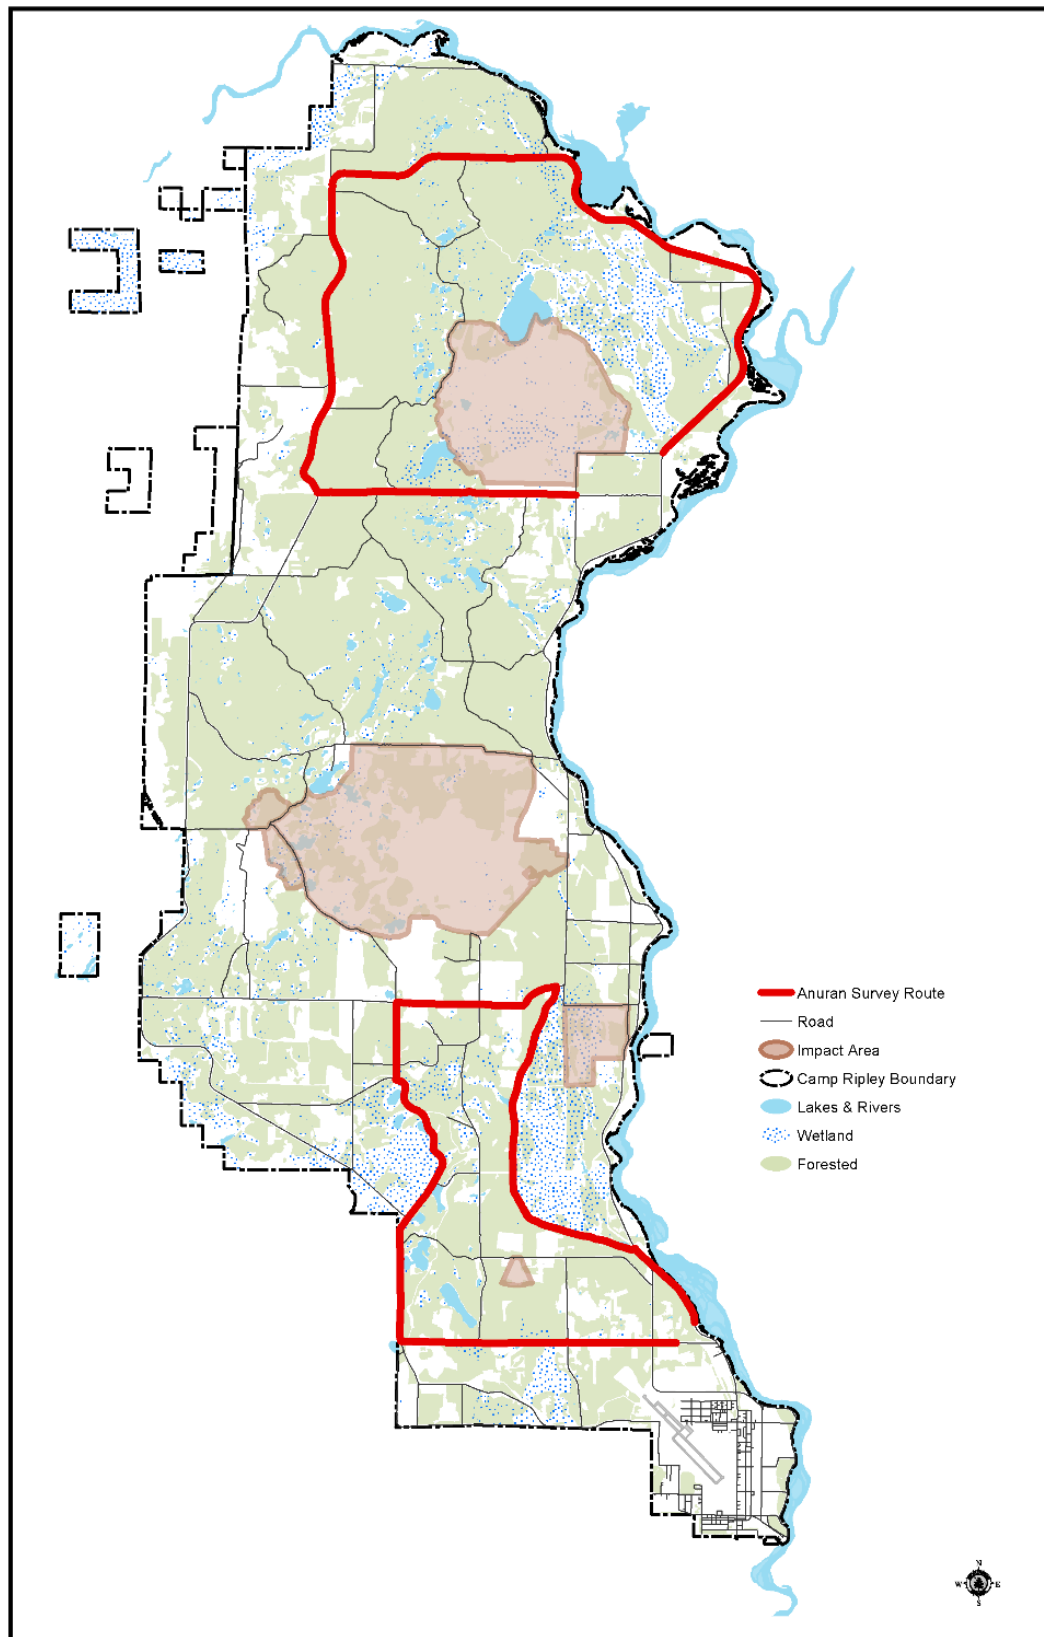 Anuran Survey Route
Road
Impact Area
Camp Ripley Boundary
Lakes & Rivers
Wetland
Forested
N
W E
S